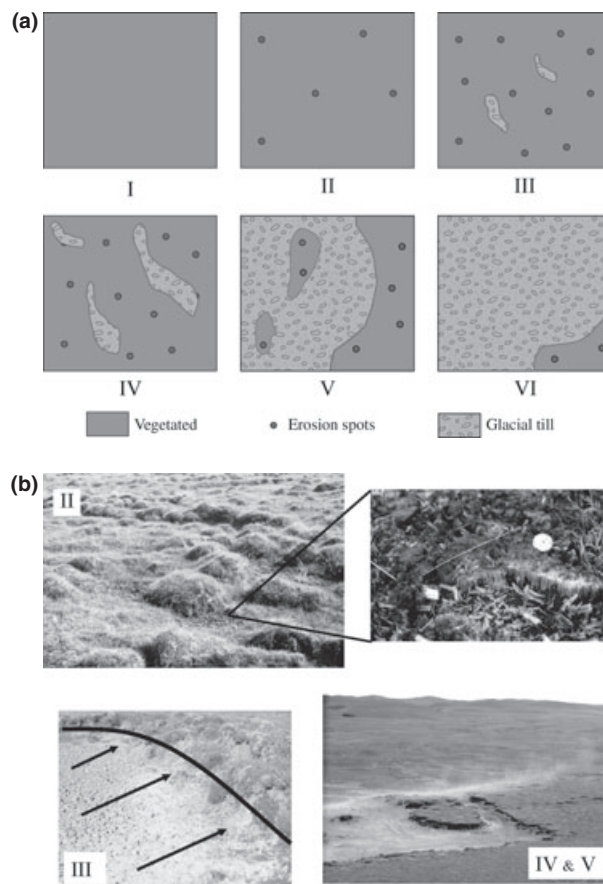 (a)
I II III
IV V VI
Vegetated Erosion spots Glacial till
(b)
II
III
IV & V